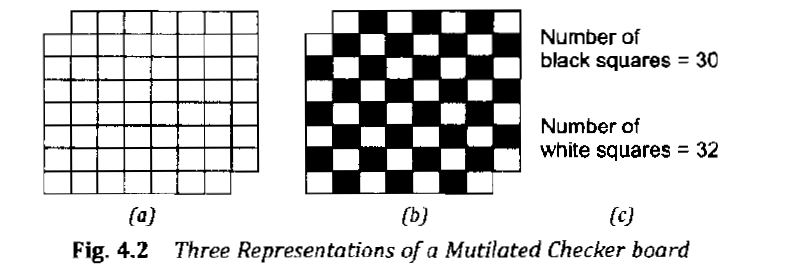 Number of
black squares = 30
Number of
white squares = 32
(a)
(b)
(c)
Fig. 4.2 Three Representations of a Mutilated Checker board